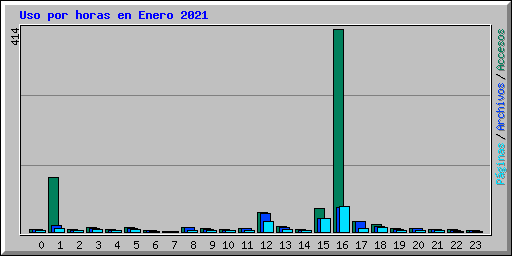 Uso por horas en Enero 2021
414
Páginas/Archivos/Accesos
0 1 2 3 4 5 6 7 8 9 10 11 12 13 14 15 16 17 18 19 20 21 22 23